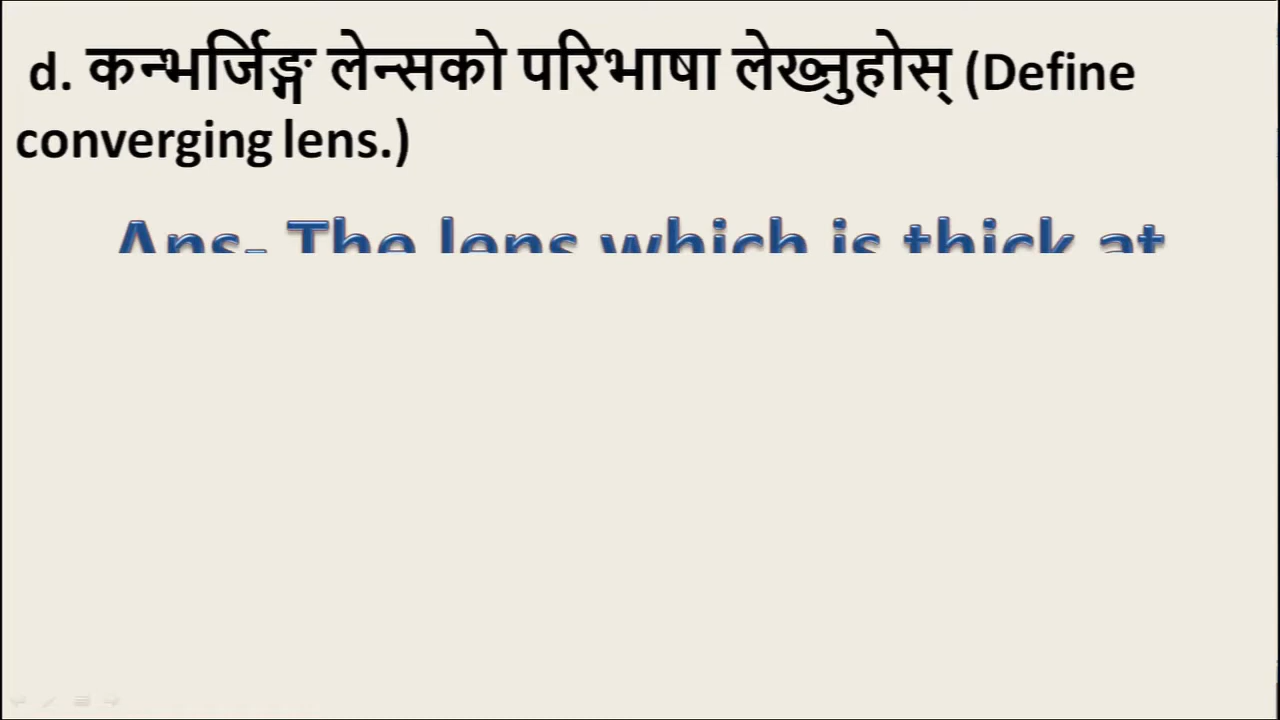 d. कन्भर्जिङ्ग लेन्सको परिभाषा लेख्नुहोस् (Define
converging lens.)
Ans- The lens which is thick at